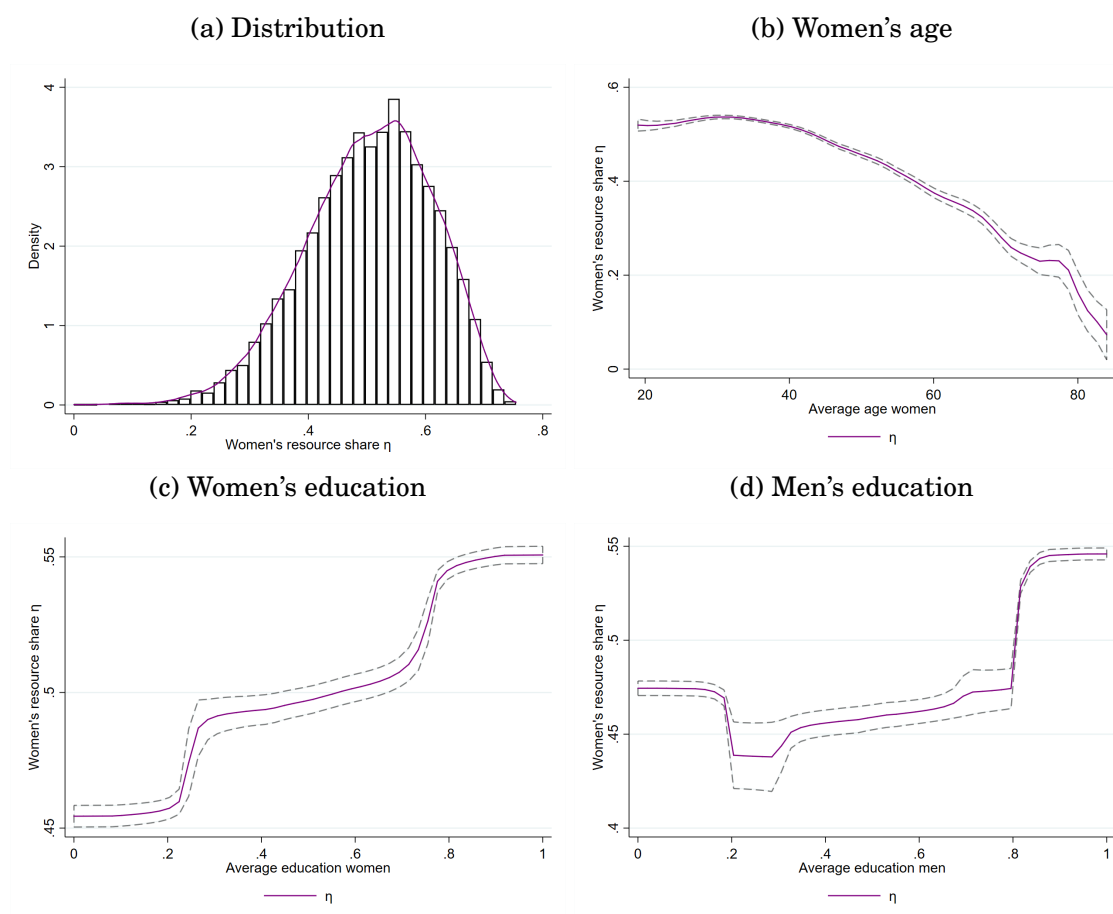 (a) Distribution
(b) Women's age
4
3
2
1
0
Density
0
.2
.4
.6
.8
Women's resource share η
.6
.4
.2
0
Women's resource share η
20
40
60
80
Average age women
η
(c) Women's education
(d) Men's education
.55
.5
.45
Women's resource share η
0
.2
.4
.6
.8
1
Average education women
η
.55
.5
.45
.4
Women's resource share η
0
.2
.4
.6
.8
1
Average education men
η